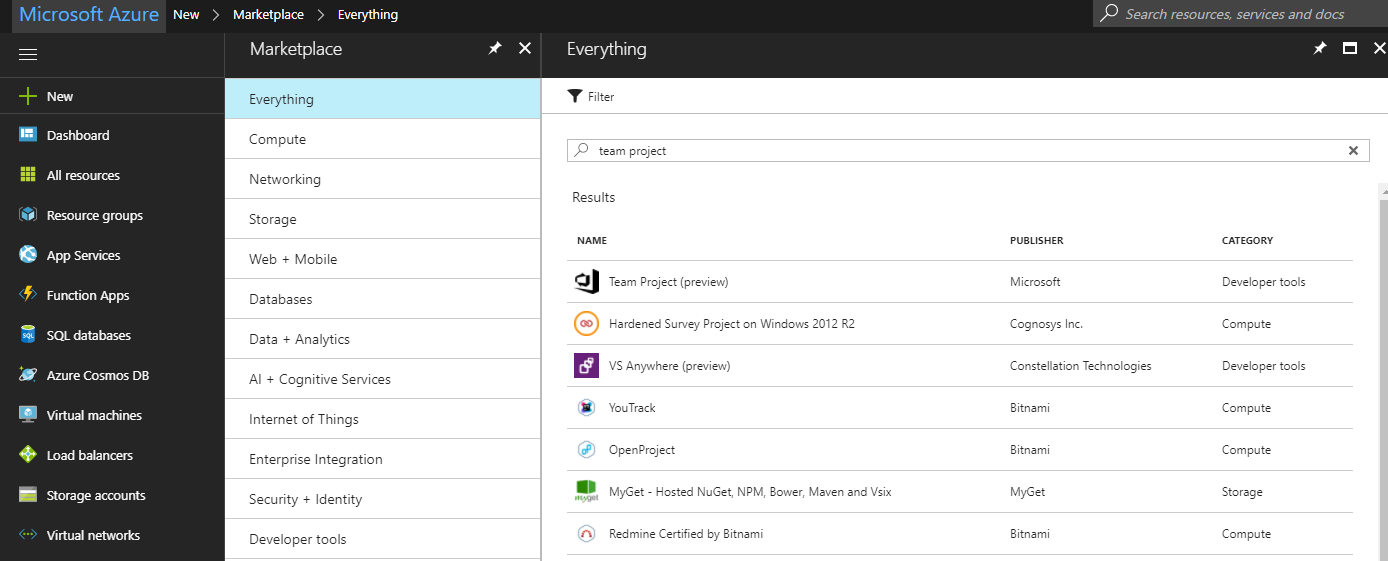 Microsoft Azure New > Marketplace > Everything
Search resources, services and docs
New
Dashboard
All resources
Resource groups
App Services
Function Apps
SQL databases
Azure Cosmos DB
Virtual machines
Load balancers
Storage accounts
Virtual networks
Marketplace
Everything
Compute
Networking
Storage
Web + Mobile
Databases
Data + Analytics
AI + Cognitive Services
Internet of Things
Enterprise Integration
Security + Identity
Developer tools
Everything
Filter
team project
Results
NAME PUBLISHER CATEGORY
Team Project (preview) Microsoft Developer tools
Hardened Survey Project on Windows 2012 R2 Cognosys Inc. Compute
VS Anywhere (preview) Constellation Technologies Developer tools
YouTrack Bitnami Compute
OpenProject Bitnami Compute
MyGet - Hosted NuGet, NPM, Bower, Maven and Vsix MyGet Storage
Redmine Certified by Bitnami Bitnami Compute